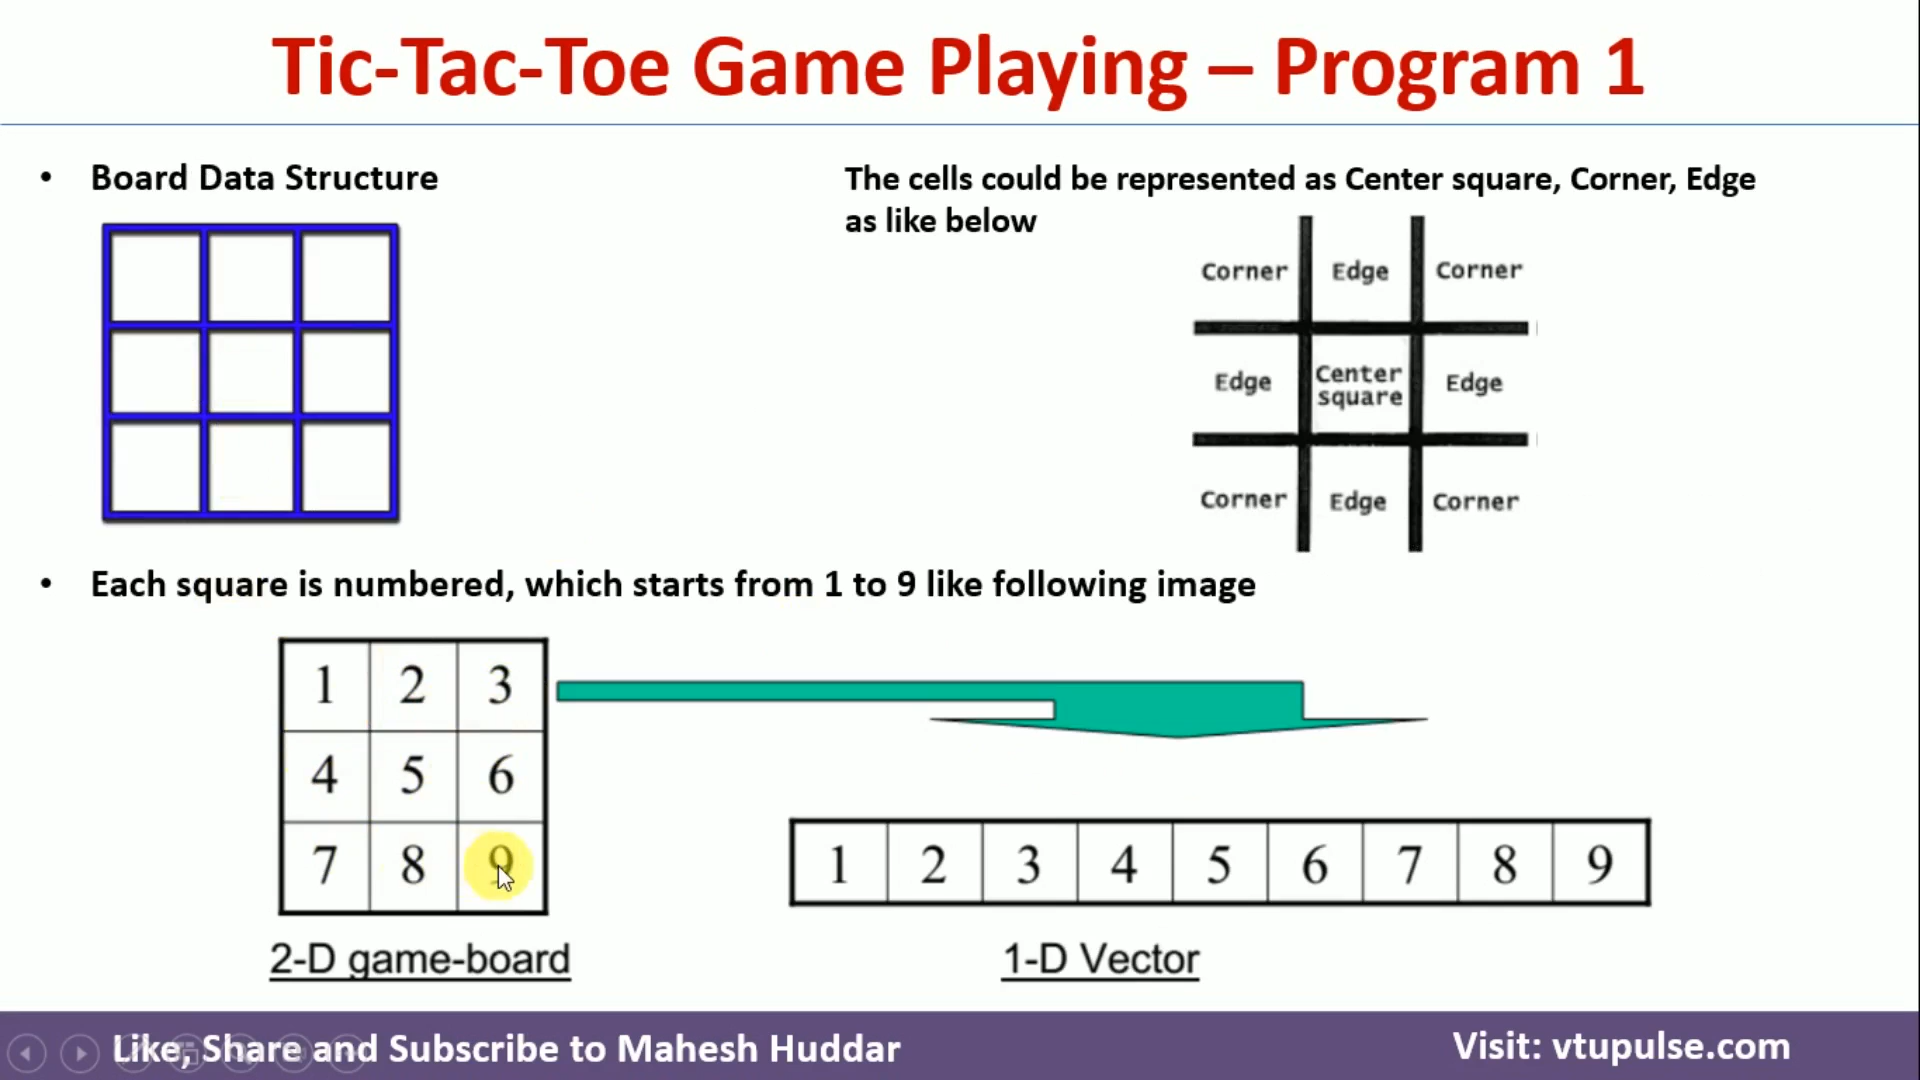 Tic-Tac-Toe Game Playing – Program 1
• Board Data Structure
The cells could be represented as Center square, Corner, Edge
as like below
Corner Edge Corner
Edge Center square Edge
Corner Edge Corner
• Each square is numbered, which starts from 1 to 9 like following image
1 2 3
4 5 6
7 8 9
2-D game-board
1 2 3 4 5 6 7 8 9
1-D Vector
Like, Share and Subscribe to Mahesh Huddar
Visit: vtupulse.com